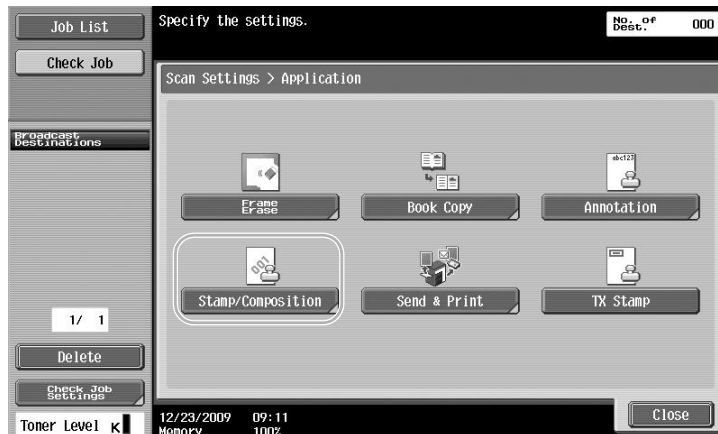 Job List
Check Job
Broadcast
Destinations
1/ 1
Delete
Check Job
Settings
Toner Level K
Specify the settings.
No. of
Dest.
000
Scan Settings > Application
Frame
Erase
Book Copy
abc123
Annotation
001
Stamp/Composition
Send & Print
TX Stamp
12/23/2009 09:11
Memory 100%
Close